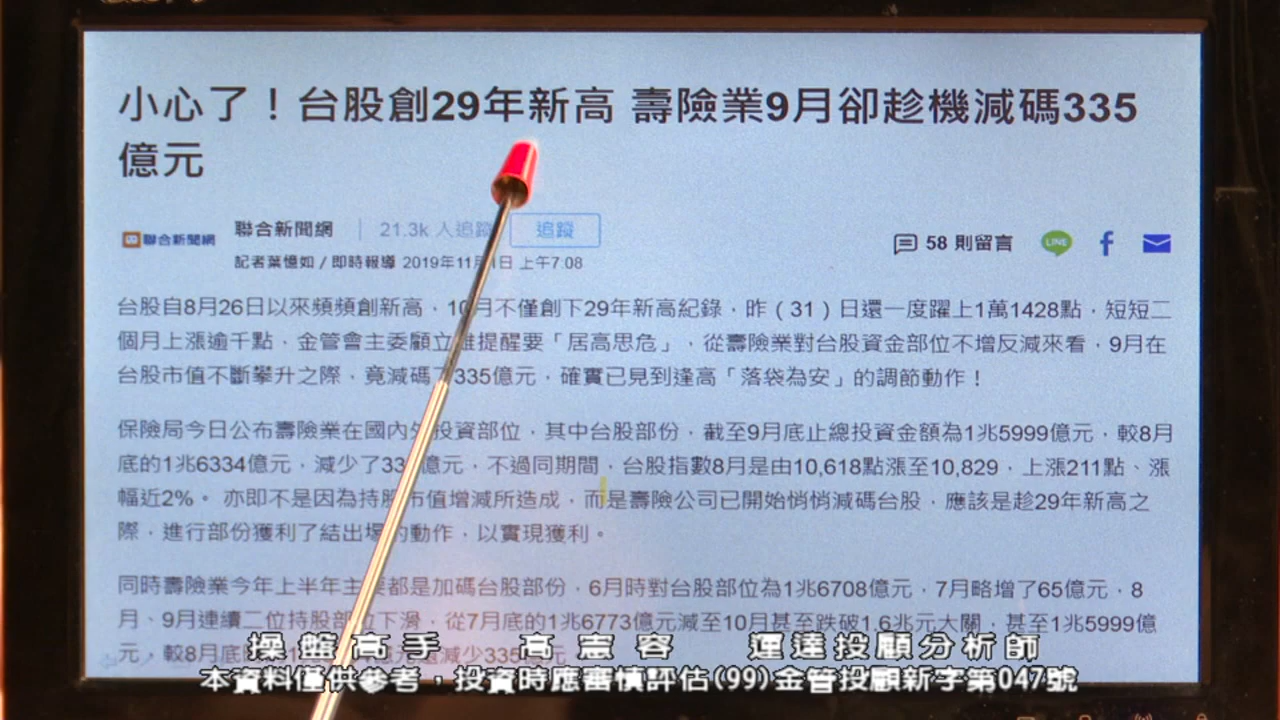 小心了！台股創29年新高 壽險業9月卻趁機減碼335
億元
聯合新聞網
聯合新聞網 | 21.3k 人追蹤 追蹤
記者葉憶如 / 即時報導 2019年11月1日 上午7:08
58 則留言 LINE f
台股自8月26日以來頻頻創新高，10月不僅創下29年新高紀錄，昨（31）日還一度躍上1萬1428點，短短二
個月上漲逾千點，金管會主委顧立雄提醒要「居高思危」，從壽險業對台股資金部位不增反減來看，9月在
台股市值不斷攀升之際，竟減碼了335億元，確實已見到逢高「落袋為安」的調節動作！
保險局今日公布壽險業在國內外投資部位，其中台股部份，截至9月底止總投資金額為1兆5999億元，較8月
底的1兆6334億元，減少了335億元，不過同期間，台股指數8月是由10,618點漲至10,829，上漲211點、漲
幅近2%。 亦即不是因為持股市值增減所造成，而是壽險公司已開始悄悄減碼台股，應該是趁29年新高之
際，進行部份獲利了結出場的動作，以實現獲利。
同時壽險業今年上半年主要都是加碼台股部份，6月時對台股部位為1兆6708億元，7月略增了65億元，8
月、9月連續二位持股部位下滑，從7月底的1兆6773億元減至10月甚至跌破1.6兆元大關，甚至1兆5999億
元，較8月底 億元還減少335億元
操盤高手 高憲容 運達投顧分析師
本資料僅供參考，投資時應審慎評估(99)金管投顧新字第047號